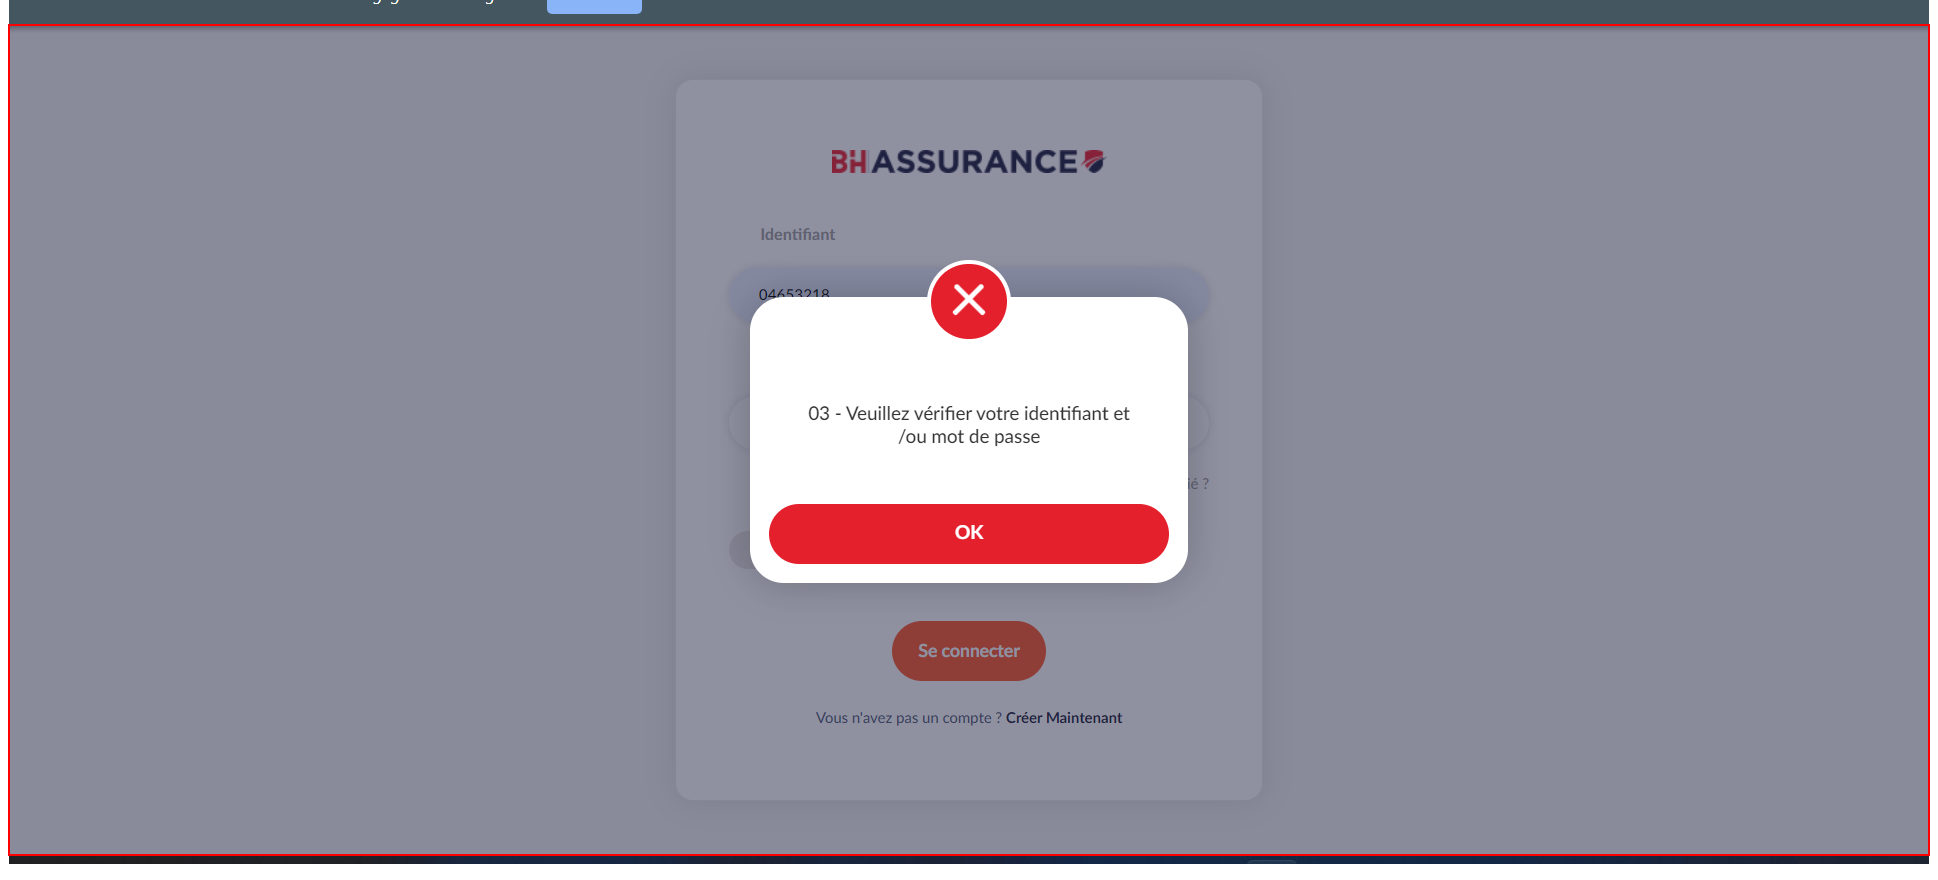 BH ASSURANCE
Identifiant
04653218
03 - Veuillez vérifier votre identifiant et
/ou mot de passe
é ?
OK
Se connecter
Vous n'avez pas un compte ? Créer Maintenant